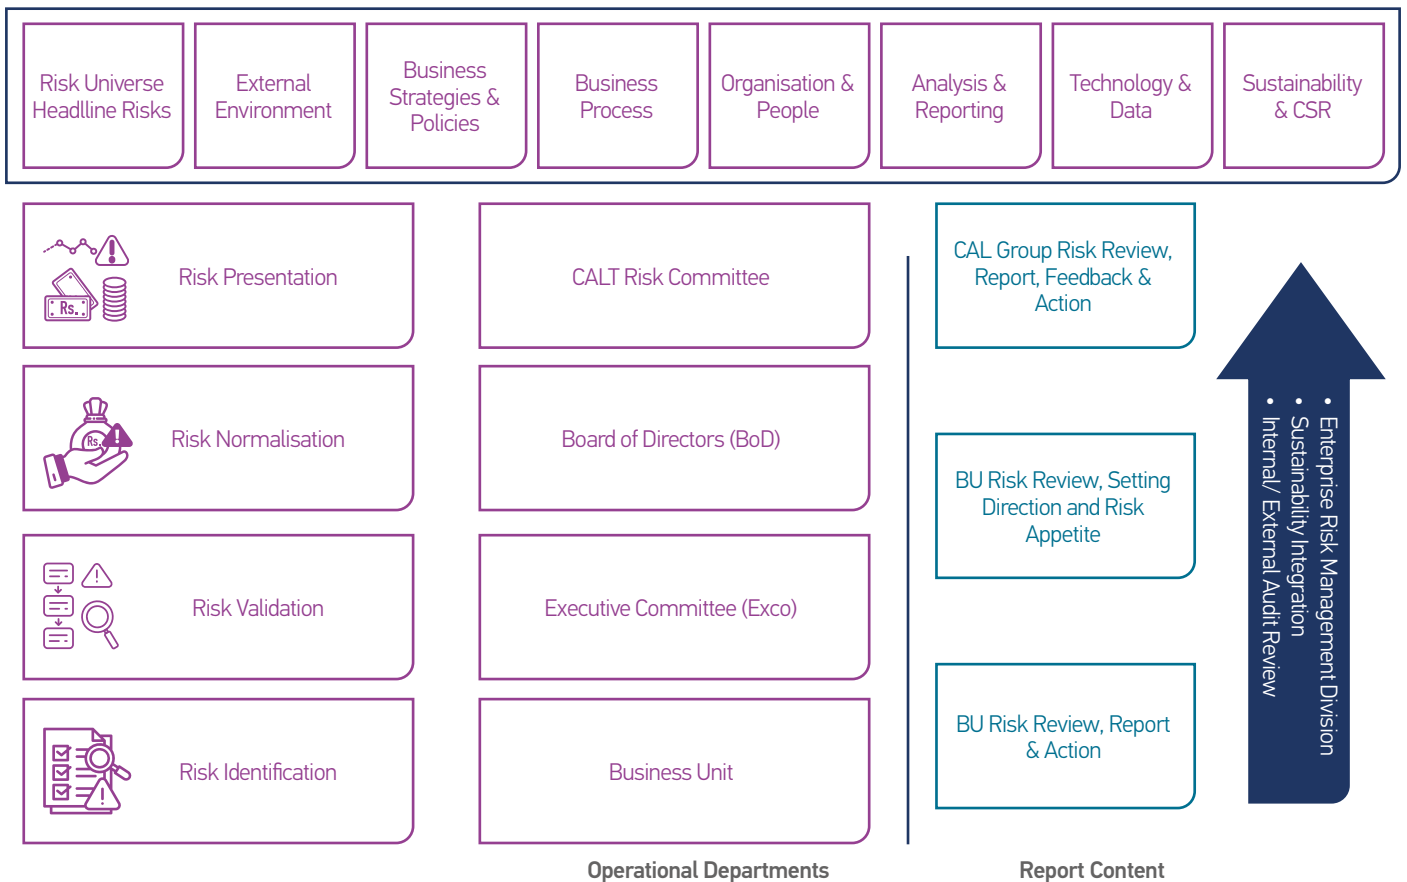 Risk Universe
Headlline Risks
External
Environment
Business
Strategies &
Policies
Business
Process
Organisation &
People
Analysis &
Reporting
Technology &
Data
Sustainability
& CSR
Rs.
Risk Presentation
CALT Risk Committee
CAL Group Risk Review,
Report, Feedback &
Action
Rs.
Risk Normalisation
Board of Directors (BoD)
BU Risk Review, Setting
Direction and Risk
Appetite
Risk Validation
Executive Committee (Exco)
Risk Identification
Business Unit
BU Risk Review, Report
& Action
• Enterprise Risk Management Division
• Sustainability Integration
• Internal/ External Audit Review
Operational Departments
Report Content